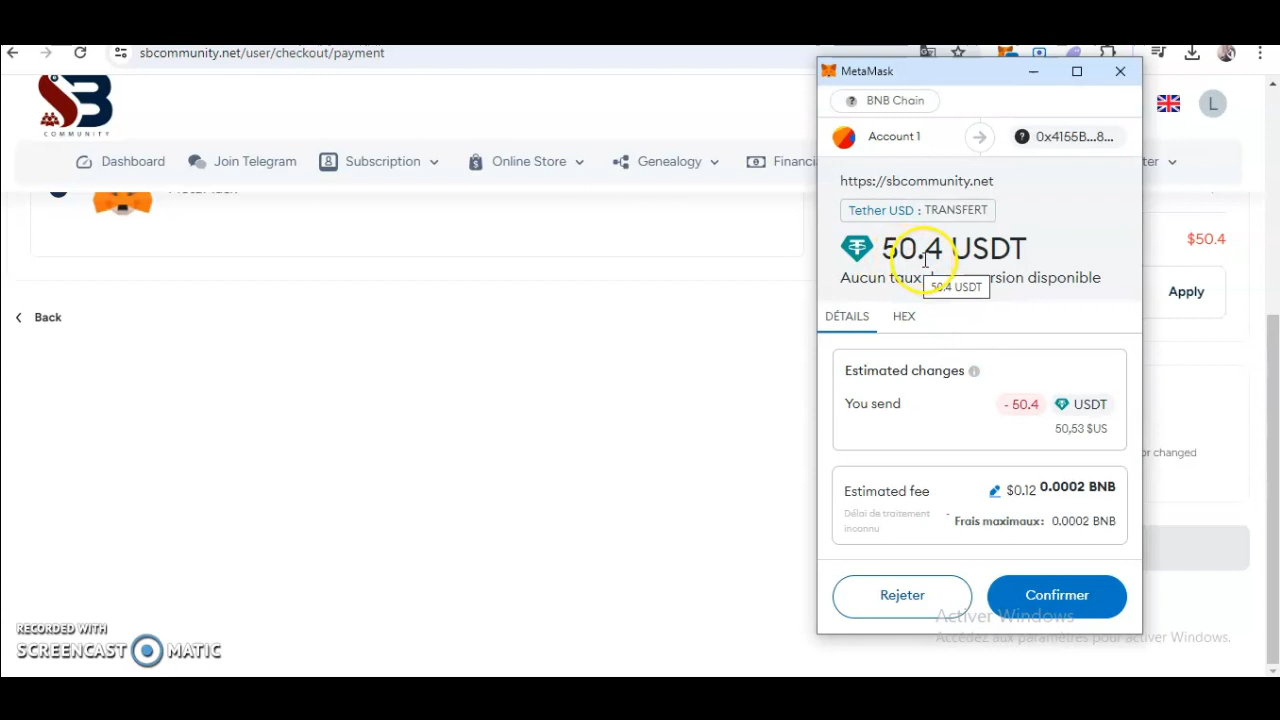 sbcommunity.net/user/checkout/payment
MetaMask
BNB Chain
SB
COMMUNITY
L
Account 1
0x4155B...8...
Dashboard
Join Telegram
Subscription
Online Store
Genealogy
Financi
ter
https://sbcommunity.net
Tether USD : TRANSFERT
50.4 USDT
$50.4
Aucun taux rsion disponible
50.4 USDT
Apply
Back
DÉTAILS
HEX
Estimated changes
You send
- 50.4
USDT
50,53 $US
or changed
Estimated fee
$0.12 0.0002 BNB
Délai de traitement
inconnu
Frais maximaux: 0.0002 BNB
Rejeter
Confirmer
Activer Windows
Accédez aux paramètres pour activer Windows.
RECORDED WITH
SCREENCAST MATIC